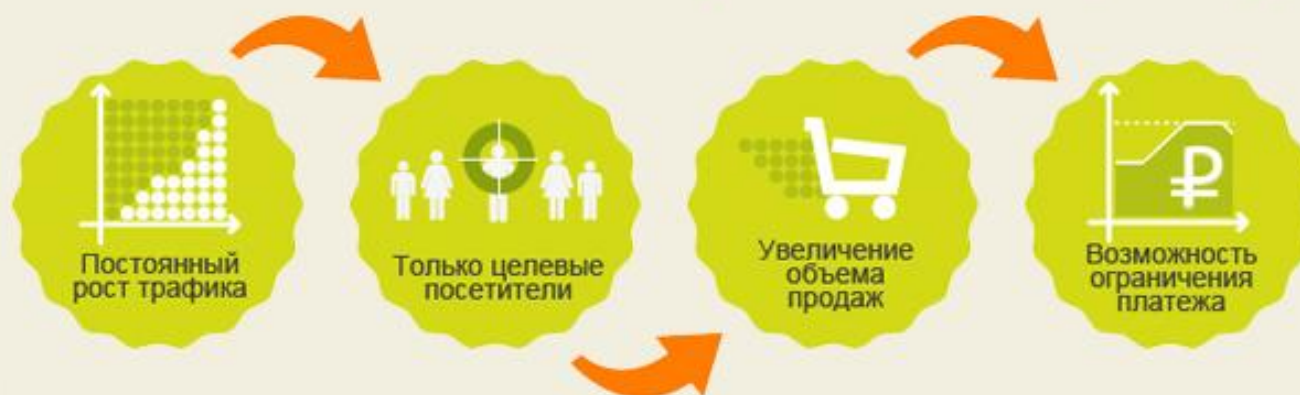 Постоянный
рост трафика
Только целевые
посетители
Увеличение
объема
продаж
Возможность
ограничения
платежа